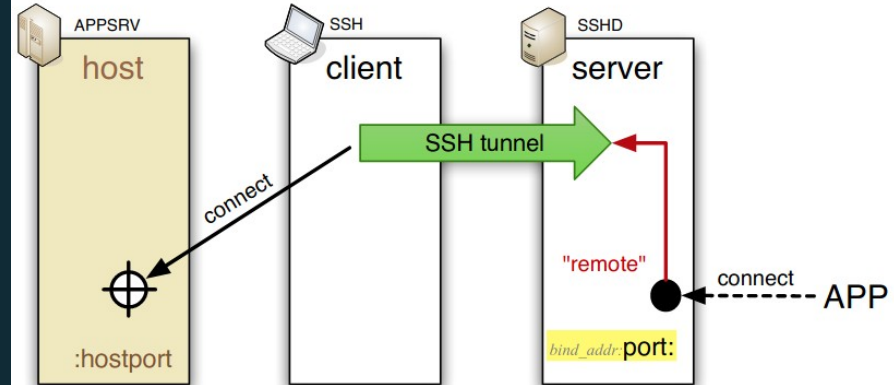 APPSRV
host
:hostport
SSH
client
SSHD
server
SSH tunnel
connect
"remote"
connect
APP
bind_addr:port: